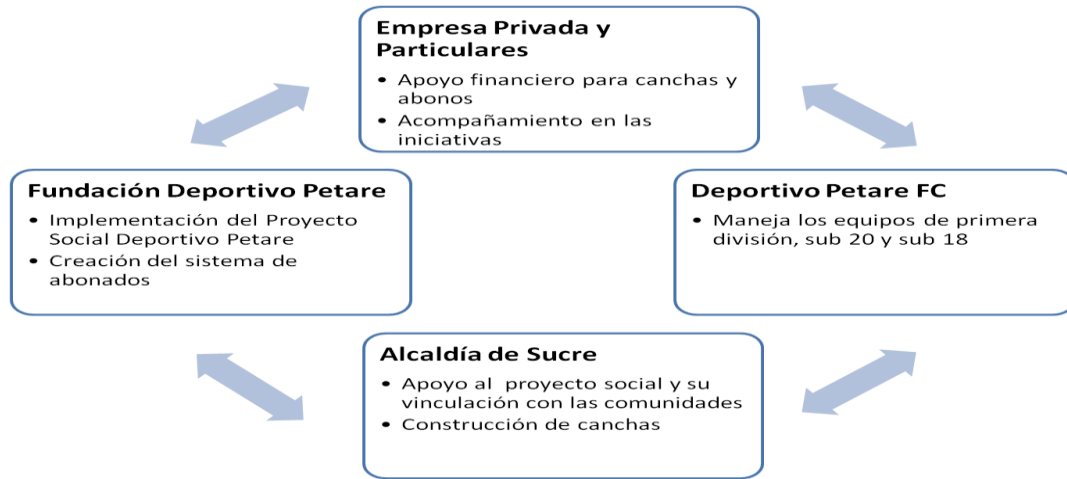 Empresa Privada y
Particulares
• Apoyo financiero para canchas y
abonos
• Acompañamiento en las
iniciativas
Fundación Deportivo Petare
• Implementación del Proyecto
Social Deportivo Petare
• Creación del sistema de
abonados
Deportivo Petare FC
• Maneja los equipos de primera
división, sub 20 y sub 18
Alcaldía de Sucre
• Apoyo al proyecto social y su
vinculación con las comunidades
• Construcción de canchas